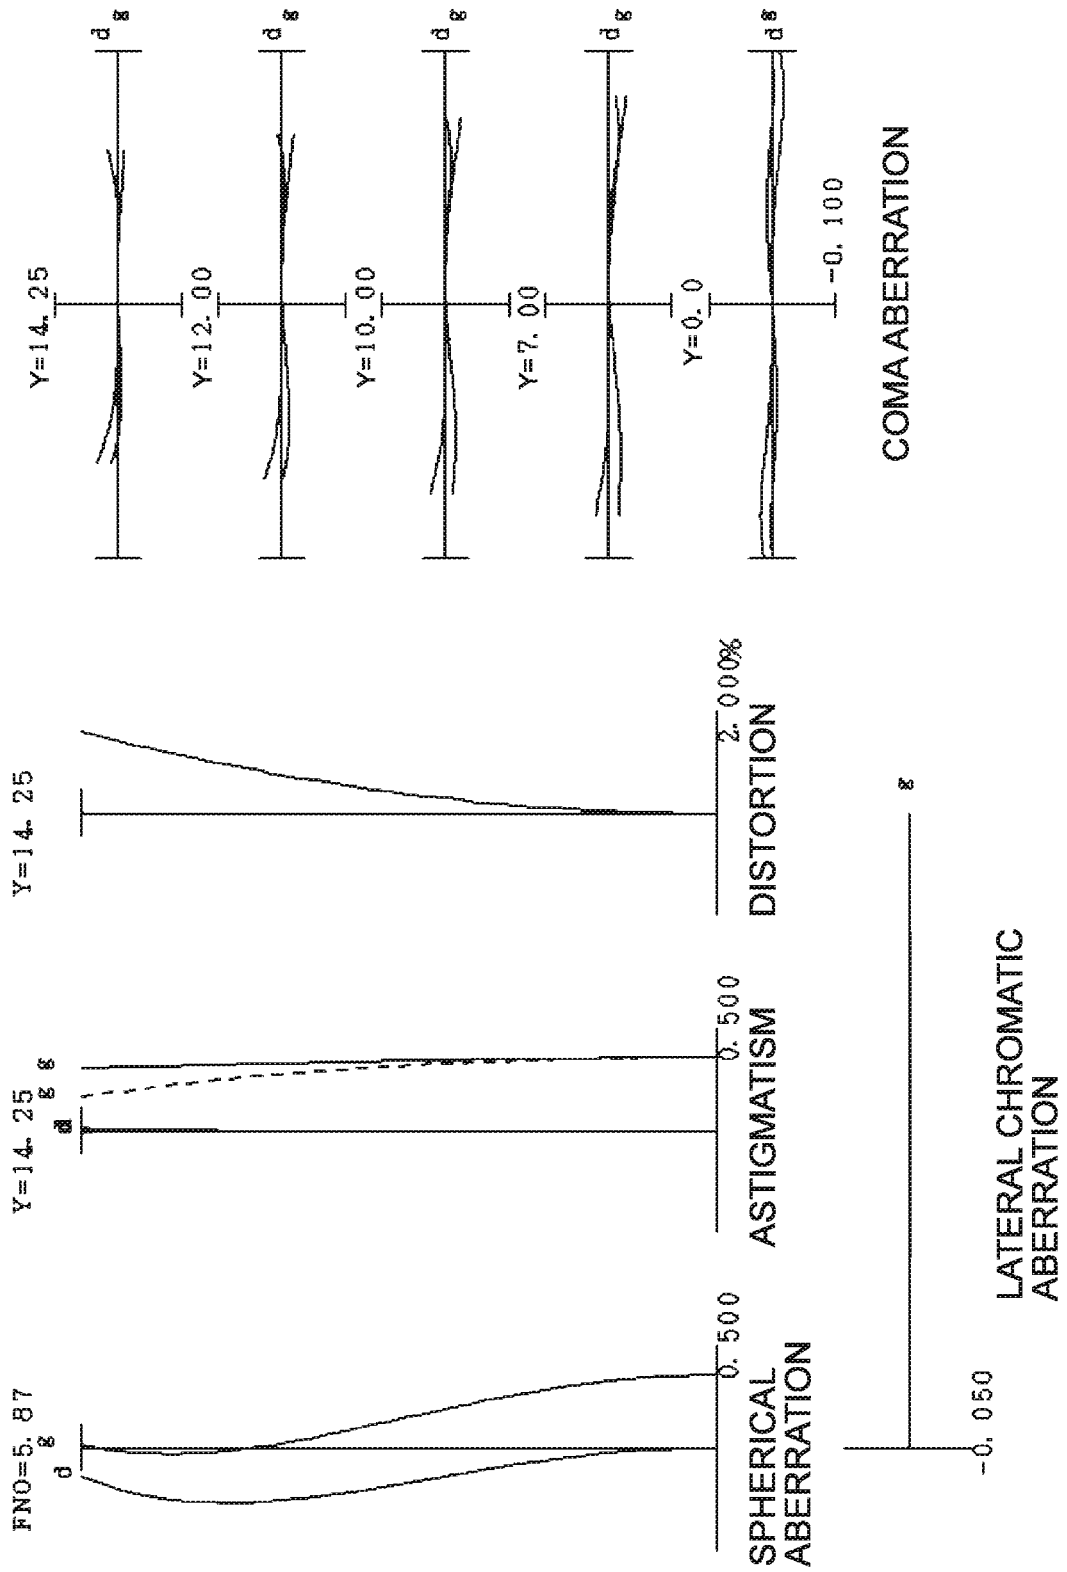 FNO=5. 87
d
g
0. 500
SPHERICAL
ABERRATION
Y=14. 25
d
g
g
0. 500
ASTIGMATISM
Y=14. 25
2. 000%
DISTORTION
Y=14. 25
d g
Y=12. 00
d g
Y=10. 00
d g
Y=7. 00
d g
Y=0. 0
d g
-0. 100
COMA ABERRATION
g
-0. 050
LATERAL CHROMATIC
ABERRATION